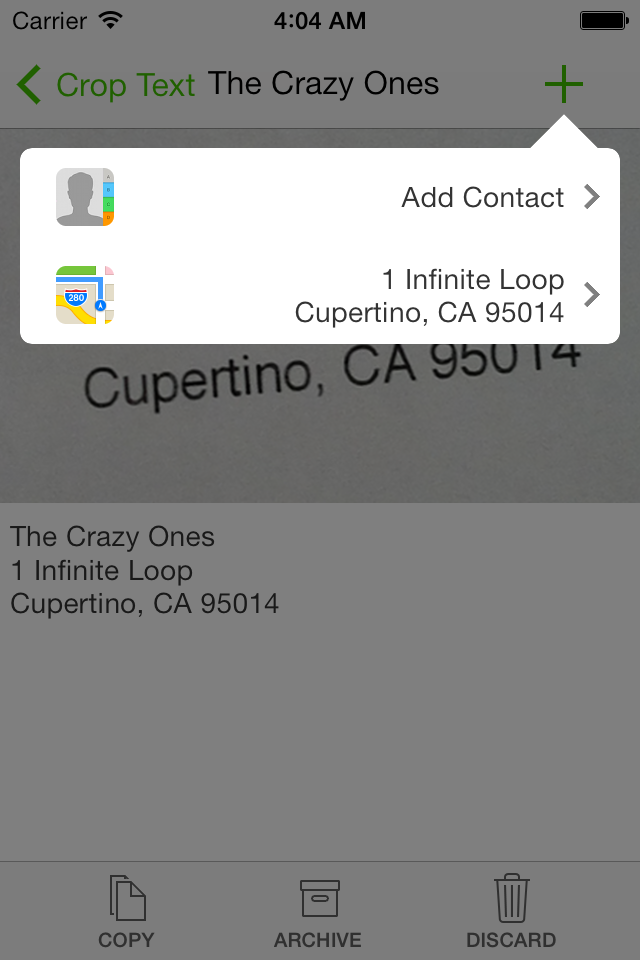 Carrier 4:04 AM
Crop Text The Crazy Ones
Add Contact
280
1 Infinite Loop
Cupertino, CA 95014
Cupertino, CA 95014
The Crazy Ones
1 Infinite Loop
Cupertino, CA 95014
COPY ARCHIVE DISCARD